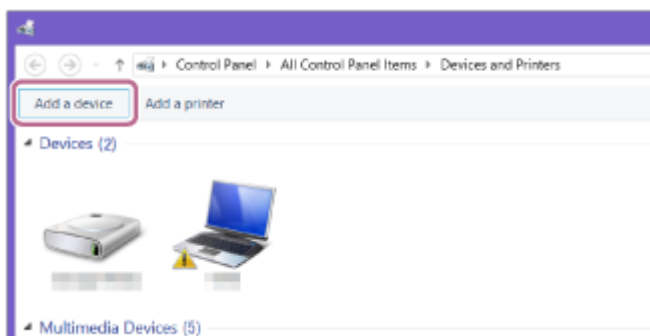 Control Panel All Control Panel Items Devices and Printers
Add a device Add a printer
Devices (2)
Multimedia Devices (5)